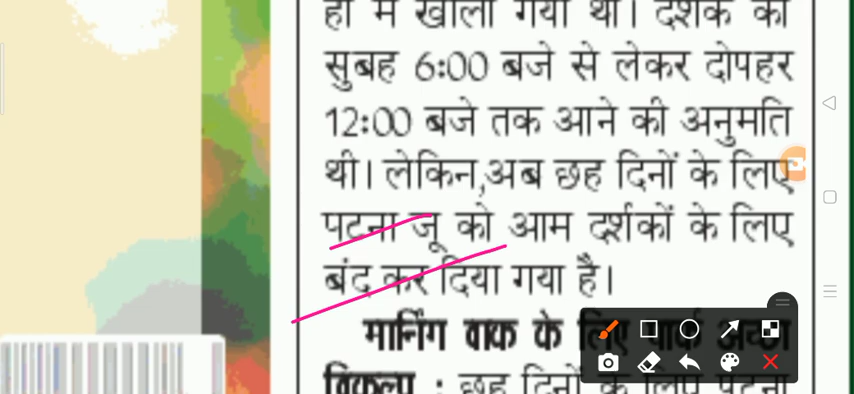 ही में खोला गया था। दर्शक को
सुबह 6:00 बजे से लेकर दोपहर
12:00 बजे तक आने की अनुमति
थी। लेकिन,अब छह दिनों के लिए
पटना जू को आम दर्शकों के लिए
बंद कर दिया गया है।
मार्निंग वाक के लिए पार्क अच्छा
विकल्प : छह दिनों के लिए पटना